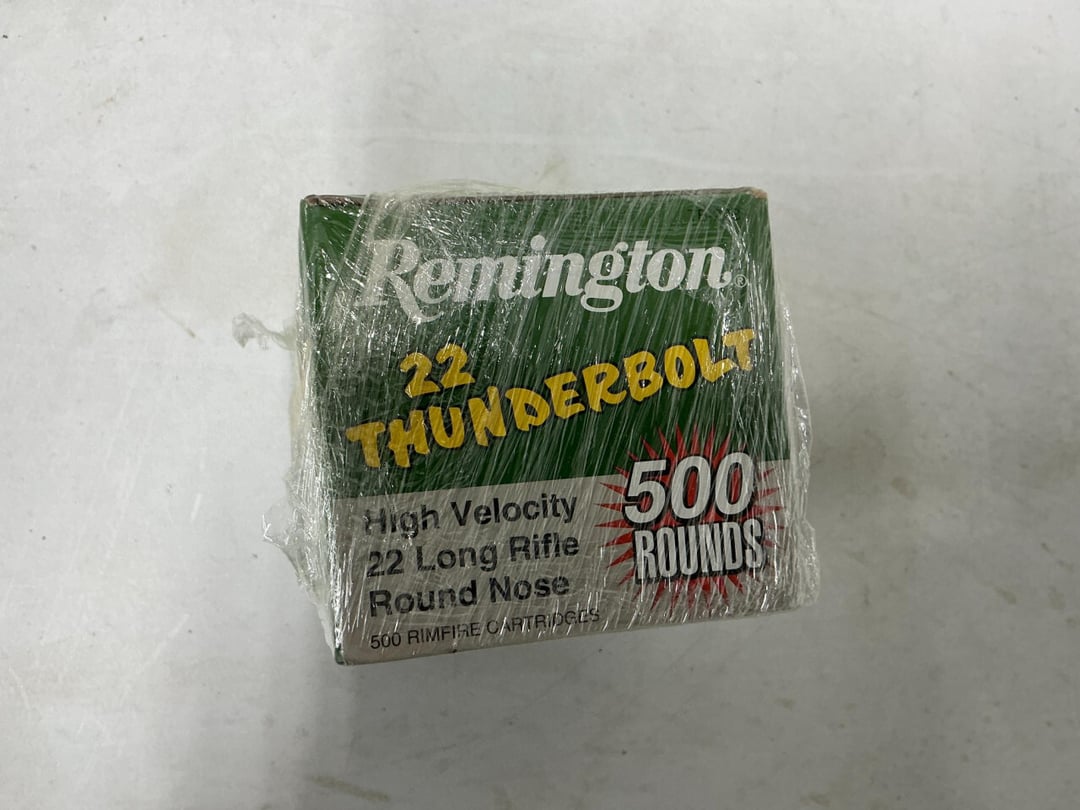 Remington®
22
THUNDERBOLT
High Velocity
22 Long Rifle
Round Nose
500 RIMFIRE CARTRIDGES
500
ROUNDS